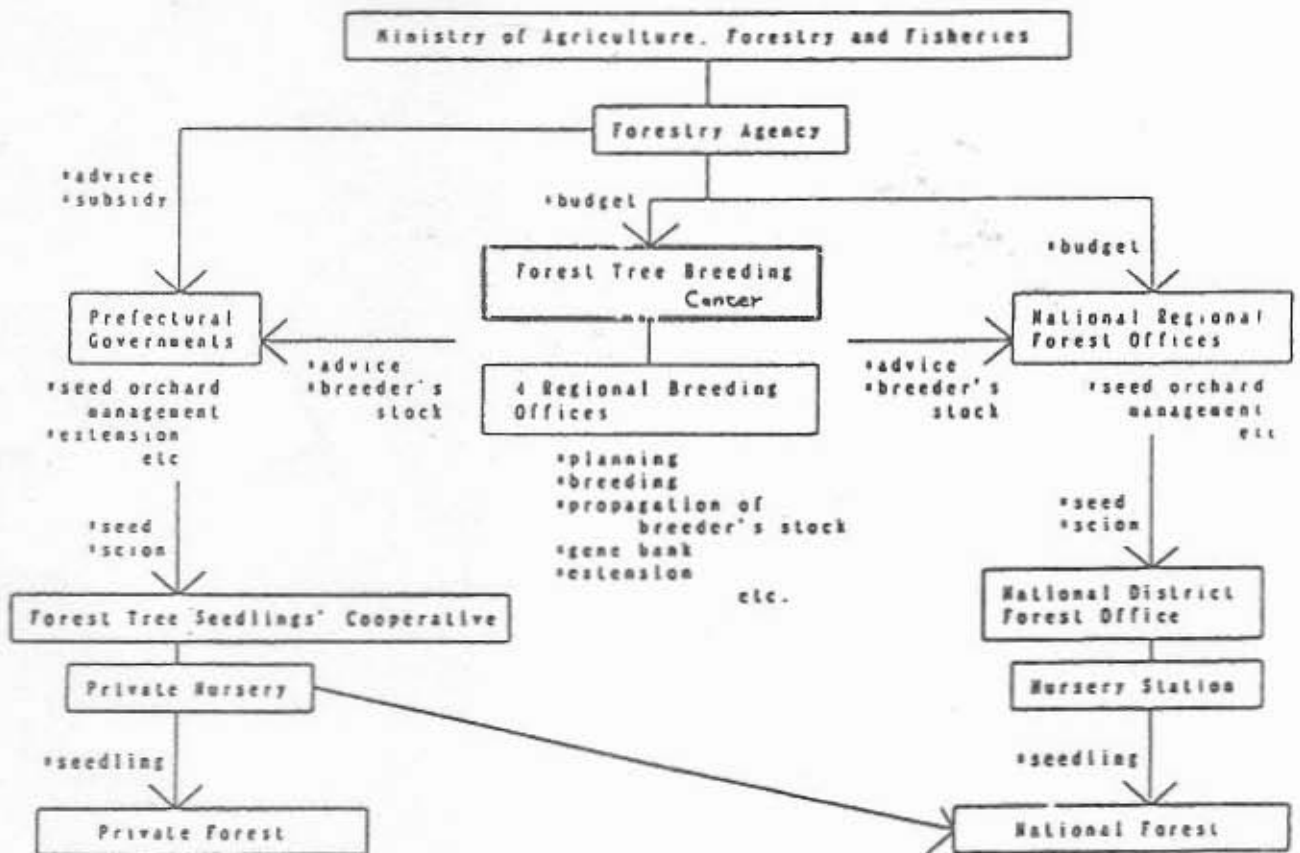 Ministry of Agriculture, Forestry and Fisheries
Forestry Agency
*advice
*subsidy
*budget
*budget
Forest Tree Breeding
Center
Prefectural
Governments
National Regional
Forest Offices
*advice
*breeder's
stock
4 Regional Breeding
Offices
*advice
*breeder's
stock
*seed orchard
management
*extension
etc
*seed orchard
management
etc
*planning
*breeding
*propagation of
breeder's stock
*gene bank
*extension
etc.
*seed
*scion
*seed
*scion
Forest Tree Seedlings' Cooperative
National District
Forest Office
Private Nursery
Nursery Station
*seedling
*seedling
Private Forest
National Forest